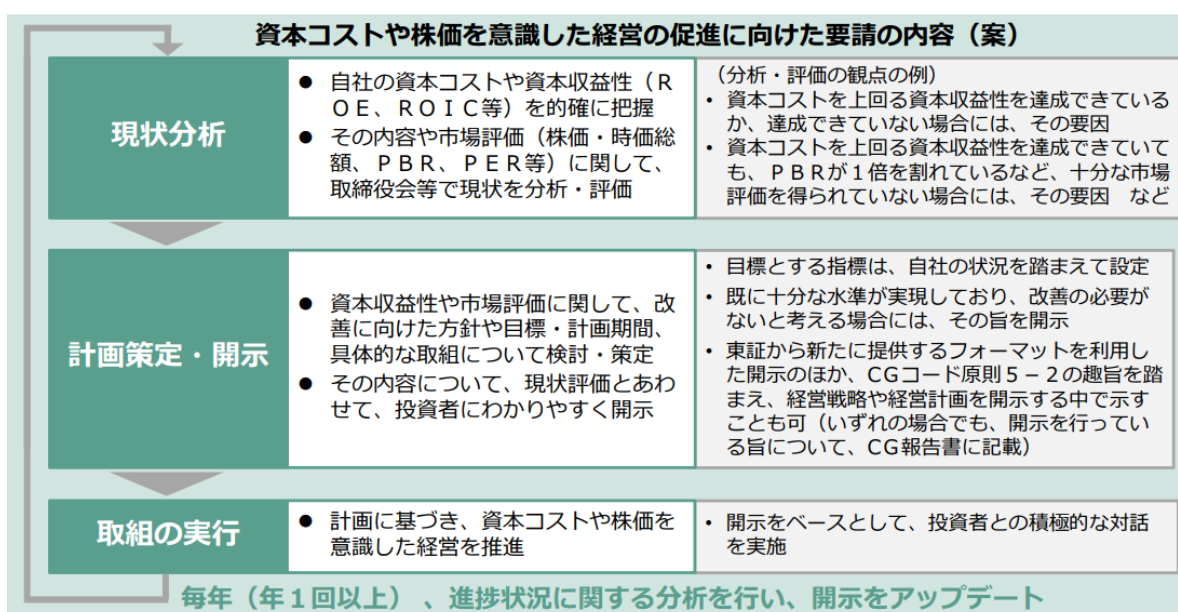 資本コストや株価を意識した経営の促進に向けた要請の内容（案）
現状分析
● 自社の資本コストや資本収益性（Ｒ
ＯＥ、ＲＯＩＣ等）を的確に把握
● その内容や市場評価（株価・時価総
額、ＰＢＲ、ＰＥＲ等）に関して、
取締役会等で現状を分析・評価
（分析・評価の観点の例）
• 資本コストを上回る資本収益性を達成できている
か、達成できていない場合には、その要因
• 資本コストを上回る資本収益性を達成できていて
も、ＰＢＲが１倍を割れているなど、十分な市場
評価を得られていない場合には、その要因　など
計画策定・開示
● 資本収益性や市場評価に関して、改
善に向けた方針や目標・計画期間、
具体的な取組について検討・策定
● その内容について、現状評価とあわ
せて、投資者にわかりやすく開示
• 目標とする指標は、自社の状況を踏まえて設定
• 既に十分な水準が実現しており、改善の必要が
ないと考える場合には、その旨を開示
• 東証から新たに提供するフォーマットを利用し
た開示のほか、ＣＧコード原則５－２の趣旨を踏
まえ、経営戦略や経営計画を開示する中で示す
ことも可（いずれの場合でも、開示を行ってい
る旨について、ＣＧ報告書に記載）
取組の実行
● 計画に基づき、資本コストや株価を
意識した経営を推進
• 開示をベースとして、投資者との積極的な対話
を実施
毎年（年１回以上）、進捗状況に関する分析を行い、開示をアップデート